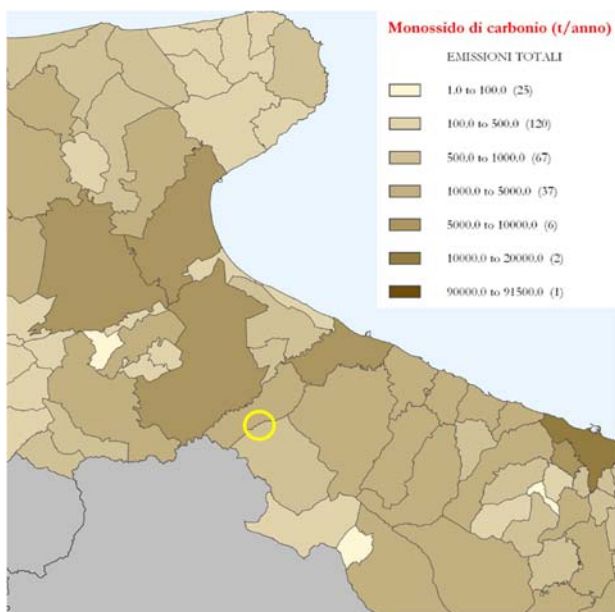 Monossido di carbonio (t/anno)
EMISSIONI TOTALI
1.0 to 100.0 (25)
100.0 to 500.0 (120)
500.0 to 1000.0 (67)
1000.0 to 5000.0 (37)
5000.0 to 10000.0 (6)
10000.0 to 20000.0 (2)
90000.0 to 91500.0 (1)